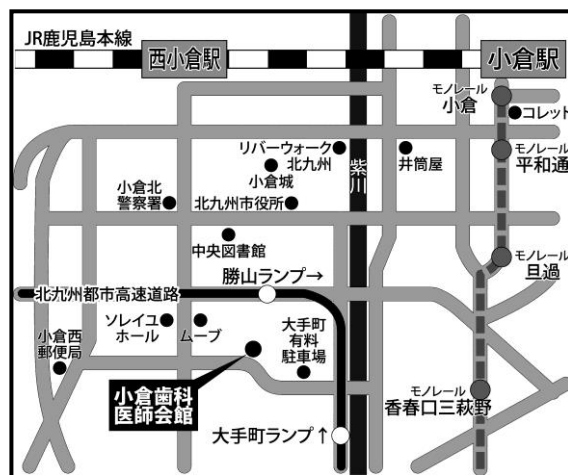 JR鹿児島本線
西小倉駅
小倉駅
モノレール
小倉
コレット
モノレール
平和通
リバーウォーク
北九州
井筒屋
小倉城
紫川
小倉北
警察署
北九州市役所
中央図書館
モノレール
旦過
北九州都市高速道路
勝山ランプ→
ソレイユ
ホール
ムーブ
大手町
有料
駐車場
小倉西
郵便局
小倉歯科
医師会館
モノレール
香春口三萩野
大手町ランプ↑